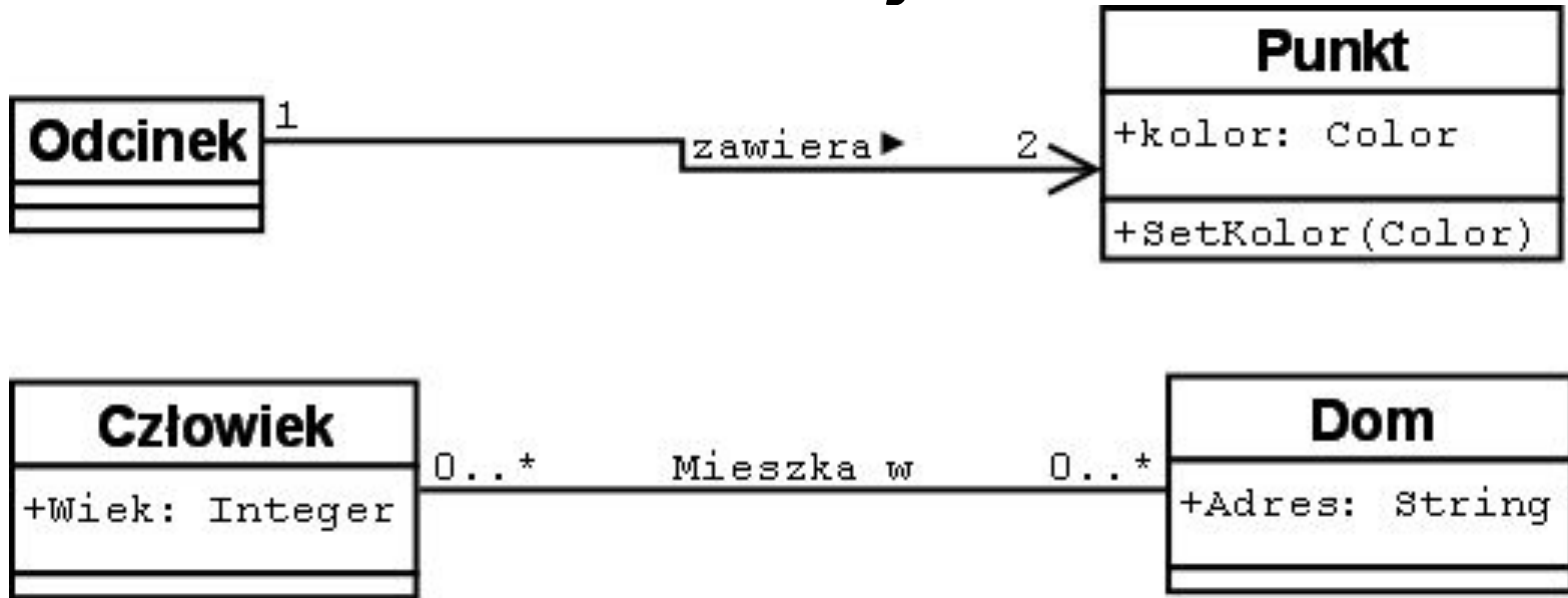 Punkt
Odcinek
1
zawiera►
2
+kolor: Color
+SetKolor(Color)
Człowiek
0..*
Mieszka w
0..*
Dom
+Wiek: Integer
+Adres: String